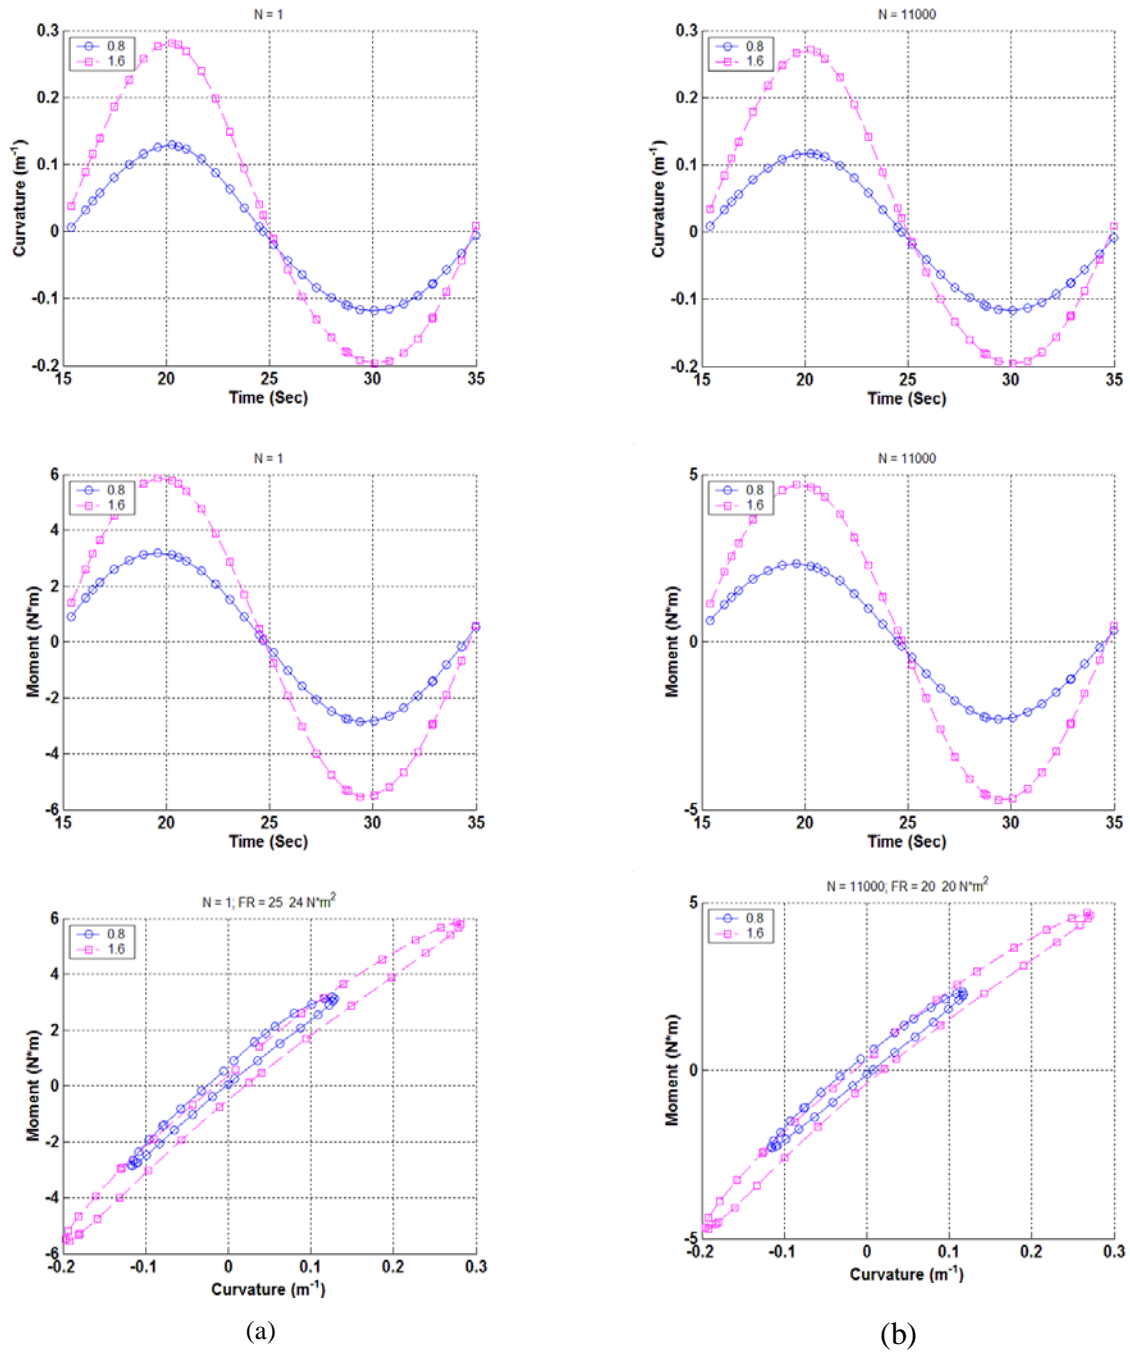 N = 1
0.8
1.6
0.3
0.2
0.1
0
-0.1
-0.2
Curvature (m⁻¹)
15 20 25 30 35
Time (Sec)
N = 11000
0.8
1.6
0.3
0.2
0.1
0
-0.1
-0.2
Curvature (m⁻¹)
15 20 25 30 35
Time (Sec)
N = 1
0.8
1.6
6
4
2
0
-2
-4
-6
Moment (N*m)
15 20 25 30 35
Time (Sec)
N = 11000
0.8
1.6
5
0
-5
Moment (N*m)
15 20 25 30 35
Time (Sec)
N = 1; FR = 25 24 N*m²
0.8
1.6
6
4
2
0
-2
-4
-6
Moment (N*m)
-0.2 -0.1 0 0.1 0.2 0.3
Curvature (m⁻¹)
N = 11000; FR = 20 20 N*m²
0.8
1.6
5
0
-5
Moment (N*m)
-0.2 -0.1 0 0.1 0.2 0.3
Curvature (m⁻¹)
(a)
(b)